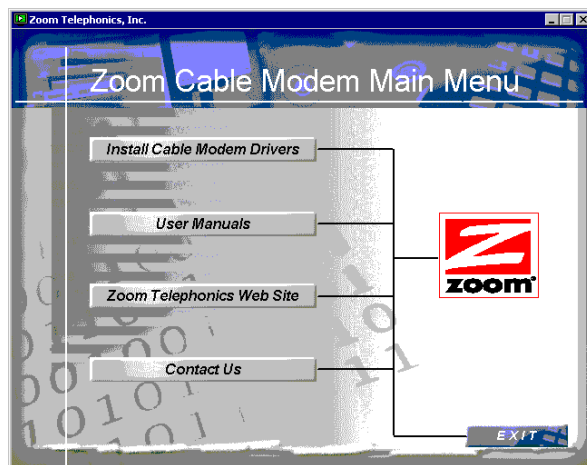 Zoom Telephonics, Inc.
Zoom Cable Modem Main Menu
Install Cable Modem Drivers
User Manuals
Zoom Telephonics Web Site
Contact Us
Z
zoom
EXIT